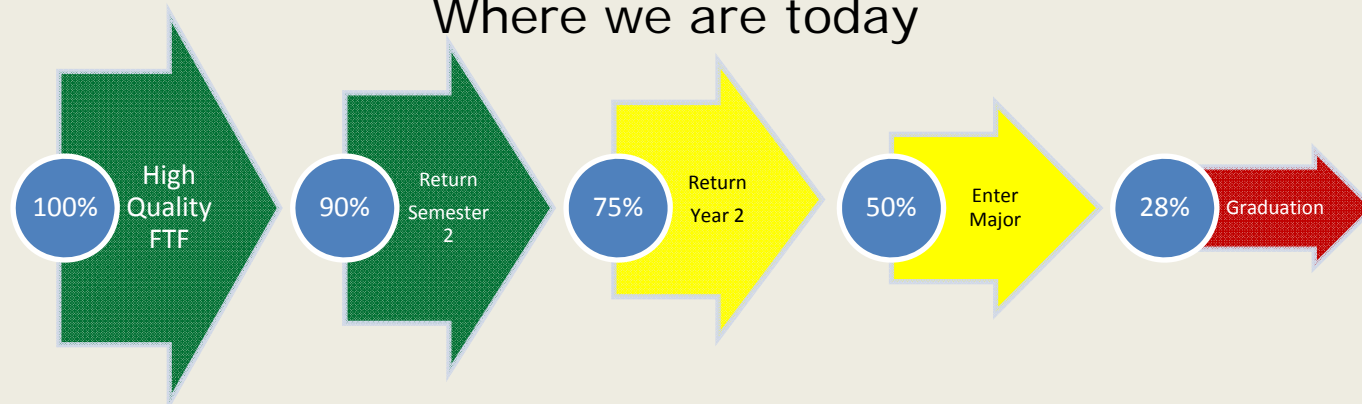 Where we are today
100%
High
Quality
FTF
90%
Return
Semester
2
75%
Return
Year 2
50%
Enter
Major
28%
Graduation